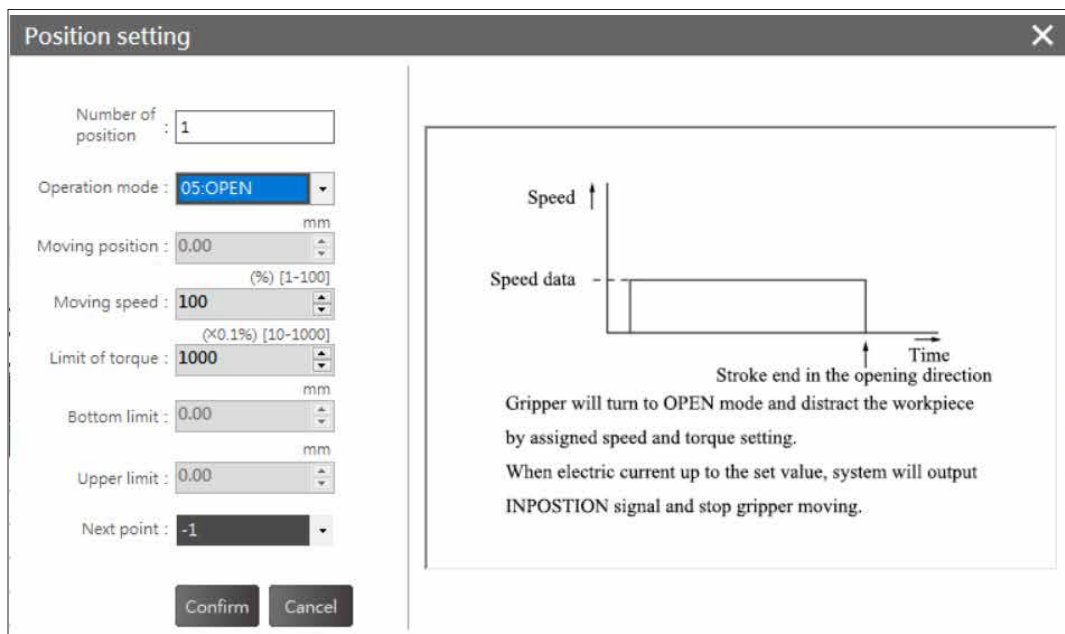 Position setting
Number of
position : 1
Operation mode : 05:OPEN
mm
Moving position : 0.00
(%) [1-100]
Moving speed : 100
(×0.1%) [10-1000]
Limit of torque : 1000
mm
Bottom limit : 0.00
mm
Upper limit : 0.00
Next point : -1
Confirm
Cancel
Speed
Speed data
Time
Stroke end in the opening direction
Gripper will turn to OPEN mode and distract the workpiece
by assigned speed and torque setting.
When electric current up to the set value, system will output
INPOSTION signal and stop gripper moving.